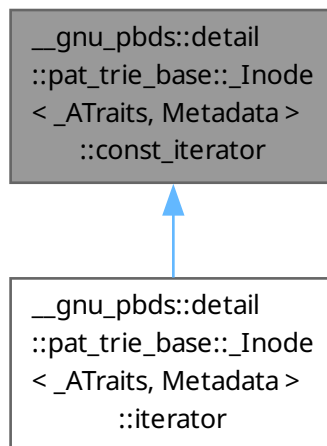 __gnu_pbds::detail
::pat_trie_base::_Inode
< _ATraits, Metadata >
::const_iterator
__gnu_pbds::detail
::pat_trie_base::_Inode
< _ATraits, Metadata >
::iterator